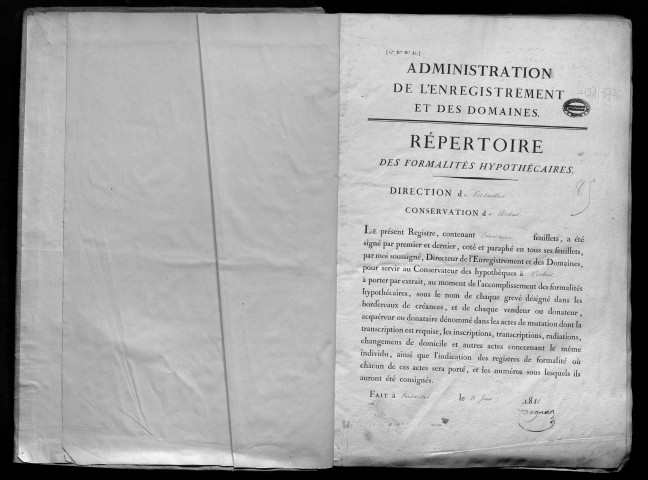 ADMINISTRATION
DE L'ENREGISTREMENT
ET DES DOMAINES.
RÉPERTOIRE
DES FORMALITÉS HYPOTHÉCAIRES.
DIRECTION de Versailles
CONSERVATION de Corbeil
LE présent Registre, contenant feuillets, a été
signé par premier et dernier, coté et paraphé en tous ses feuillets,
par moi soussigné, Directeur de l'Enregistrement et des Domaines,
pour servir au Conservateur des hypothèques à Corbeil
à porter par extrait, au moment de l'accomplissement des formalités
hypothécaires, sous le nom de chaque grevé désigné dans les
bordereaux de créances, et de chaque vendeur ou donateur,
acquéreur ou donataire dénommé dans les actes de mutation dont la
transcription est requise, les inscriptions, transcriptions, radiations,
changemens de domicile et autres actes concernant le même
individu, ainsi que l'indication des registres de formalité où
chacun de ces actes sera porté, et les numéros sous lesquels ils
auront été consignés.
FAIT à Versailles le 11 181